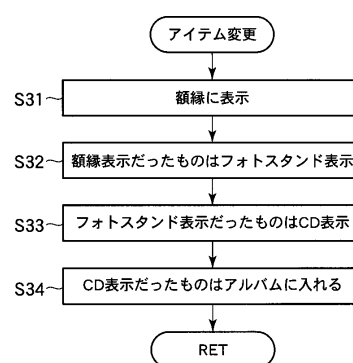 アイテム変更
S31
額縁に表示
S32
額縁表示だったものはフォトスタンド表示
S33
フォトスタンド表示だったものはCD表示
S34
CD表示だったものはアルバムに入れる
RET